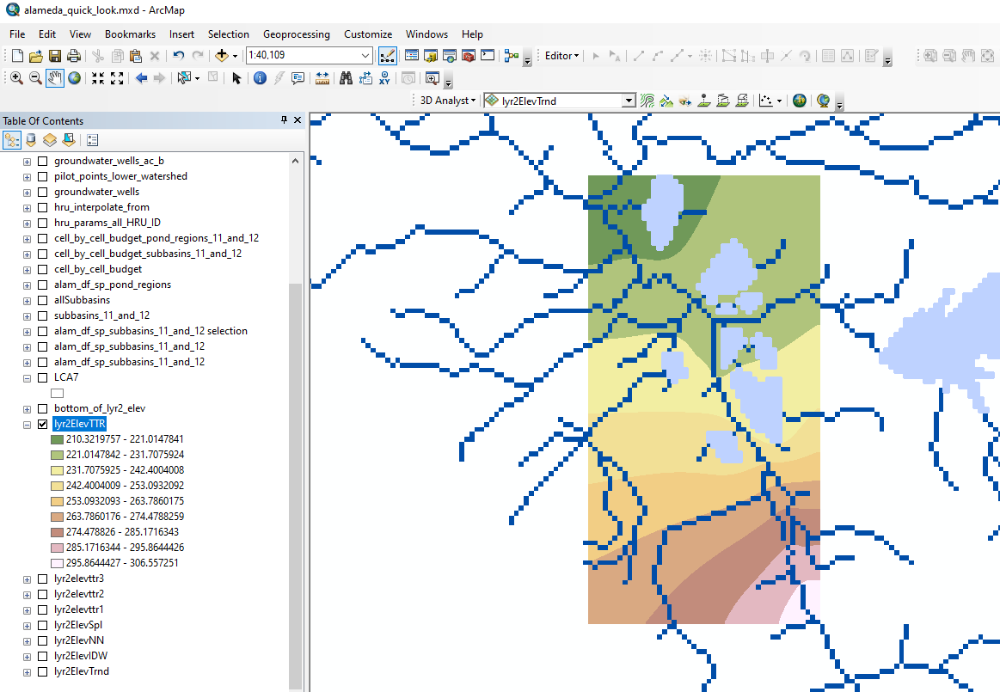 alameda_quick_look.mxd - ArcMap
File Edit View Bookmarks Insert Selection Geoprocessing Customize Windows Help
1:40,109 Editor
XY
3D Analyst lyr2ElevTrnd
Table Of Contents
groundwater_wells_ac_b
pilot_points_lower_watershed
groundwater_wells
hru_interpolate_from
hru_params_all_HRU_ID
cell_by_cell_budget_pond_regions_11_and_12
cell_by_cell_budget_subbasins_11_and_12
cell_by_cell_budget
alam_df_sp_pond_regions
allSubbasins
subbasins_11_and_12
alam_df_sp_subbasins_11_and_12 selection
alam_df_sp_subbasins_11_and_12
alam_df_sp_subbasins_11_and_12
LCA7
bottom_of_lyr2_elev
lyr2ElevTTR
210.3219757 - 221.0147841
221.0147842 - 231.7075924
231.7075925 - 242.4004008
242.4004009 - 253.0932092
253.0932093 - 263.7860175
263.7860176 - 274.4788259
274.478826 - 285.1716343
285.1716344 - 295.8644426
295.8644427 - 306.557251
lyr2elevttr3
lyr2elevttr2
lyr2elevttr1
lyr2ElevSpl
lyr2ElevNN
lyr2ElevIDW
lyr2ElevTrnd